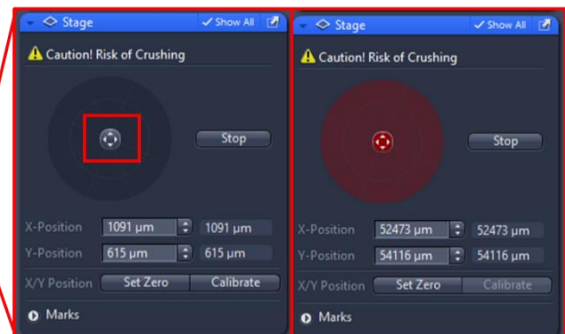 Stage Show All
Caution! Risk of Crushing
Stop
X-Position 1091 µm 1091 µm
Y-Position 615 µm 615 µm
X/Y Position Set Zero Calibrate
Marks
Stage Show All
Caution! Risk of Crushing
Stop
X-Position 52473 µm 52473 µm
Y-Position 54116 µm 54116 µm
X/Y Position Set Zero Calibrate
Marks